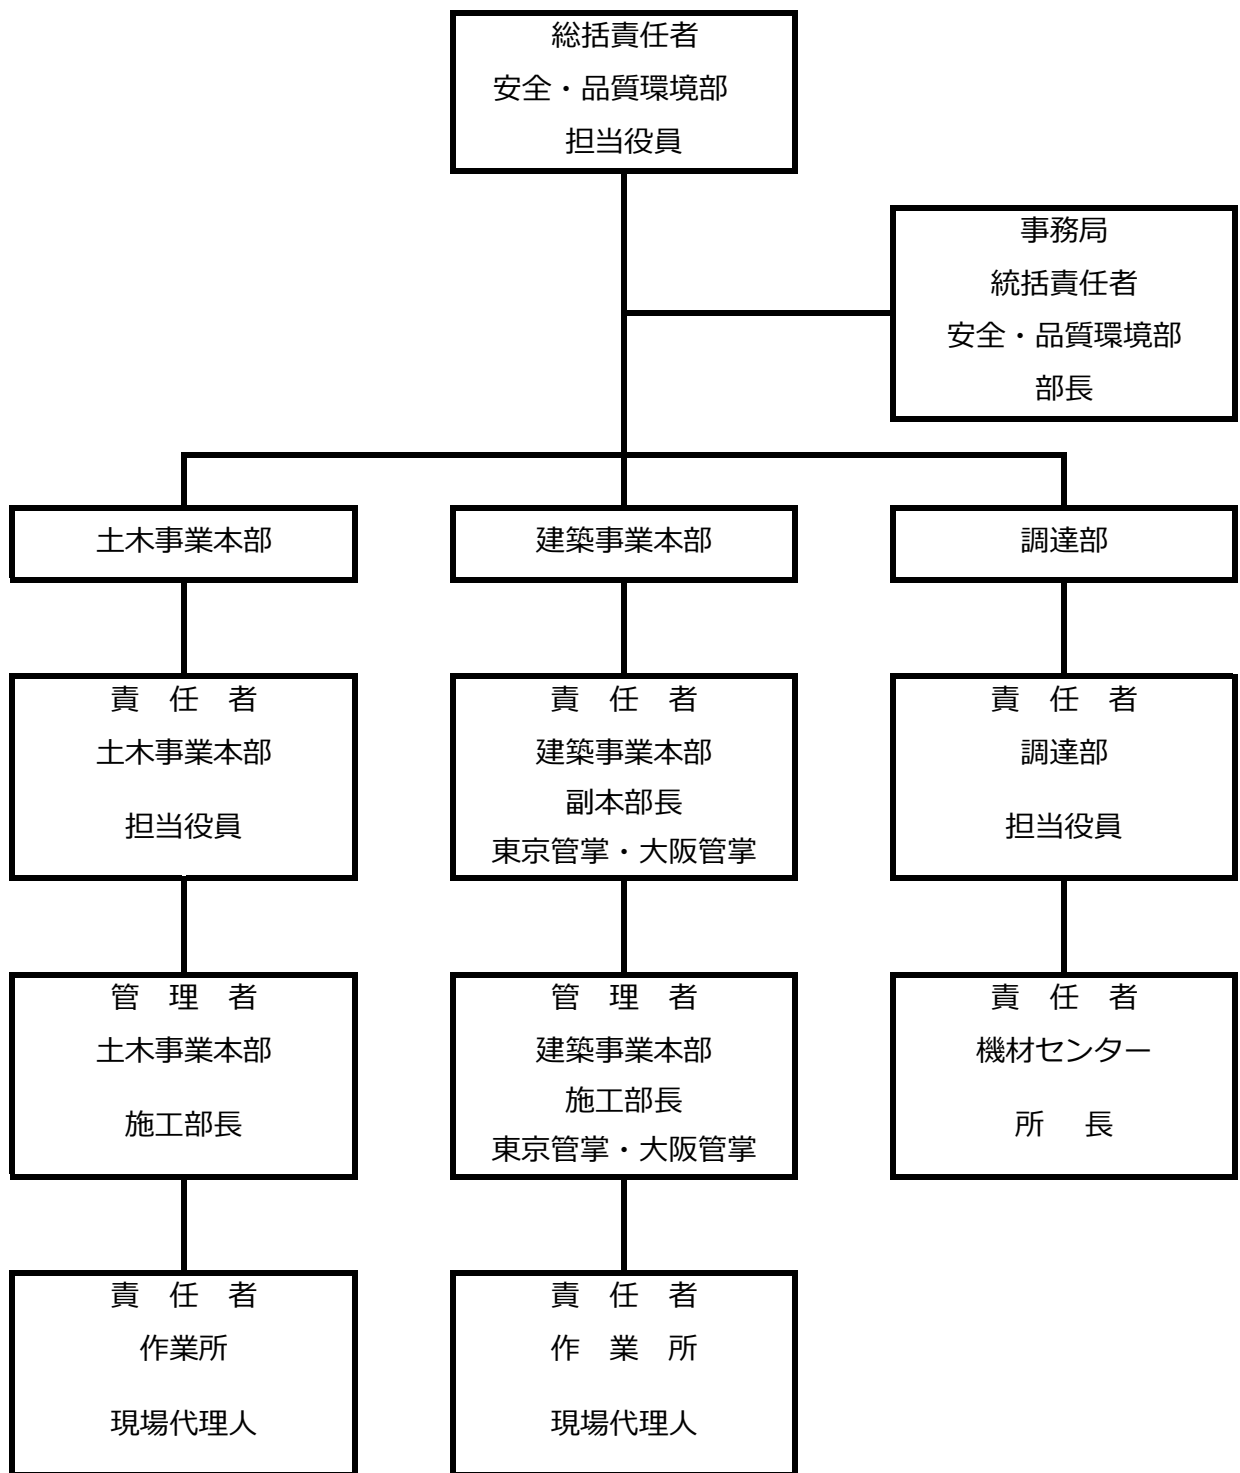 総括責任者
安全・品質環境部
担当役員
事務局
統括責任者
安全・品質環境部
部長
土木事業本部
建築事業本部
調達部
責　任　者
土木事業本部
担当役員
責　任　者
建築事業本部
副本部長
東京管掌・大阪管掌
責　任　者
調達部
担当役員
管　理　者
土木事業本部
施工部長
管　理　者
建築事業本部
施工部長
東京管掌・大阪管掌
責　任　者
機材センター
所　長
責　任　者
作業所
現場代理人
責　任　者
作　業　所
現場代理人